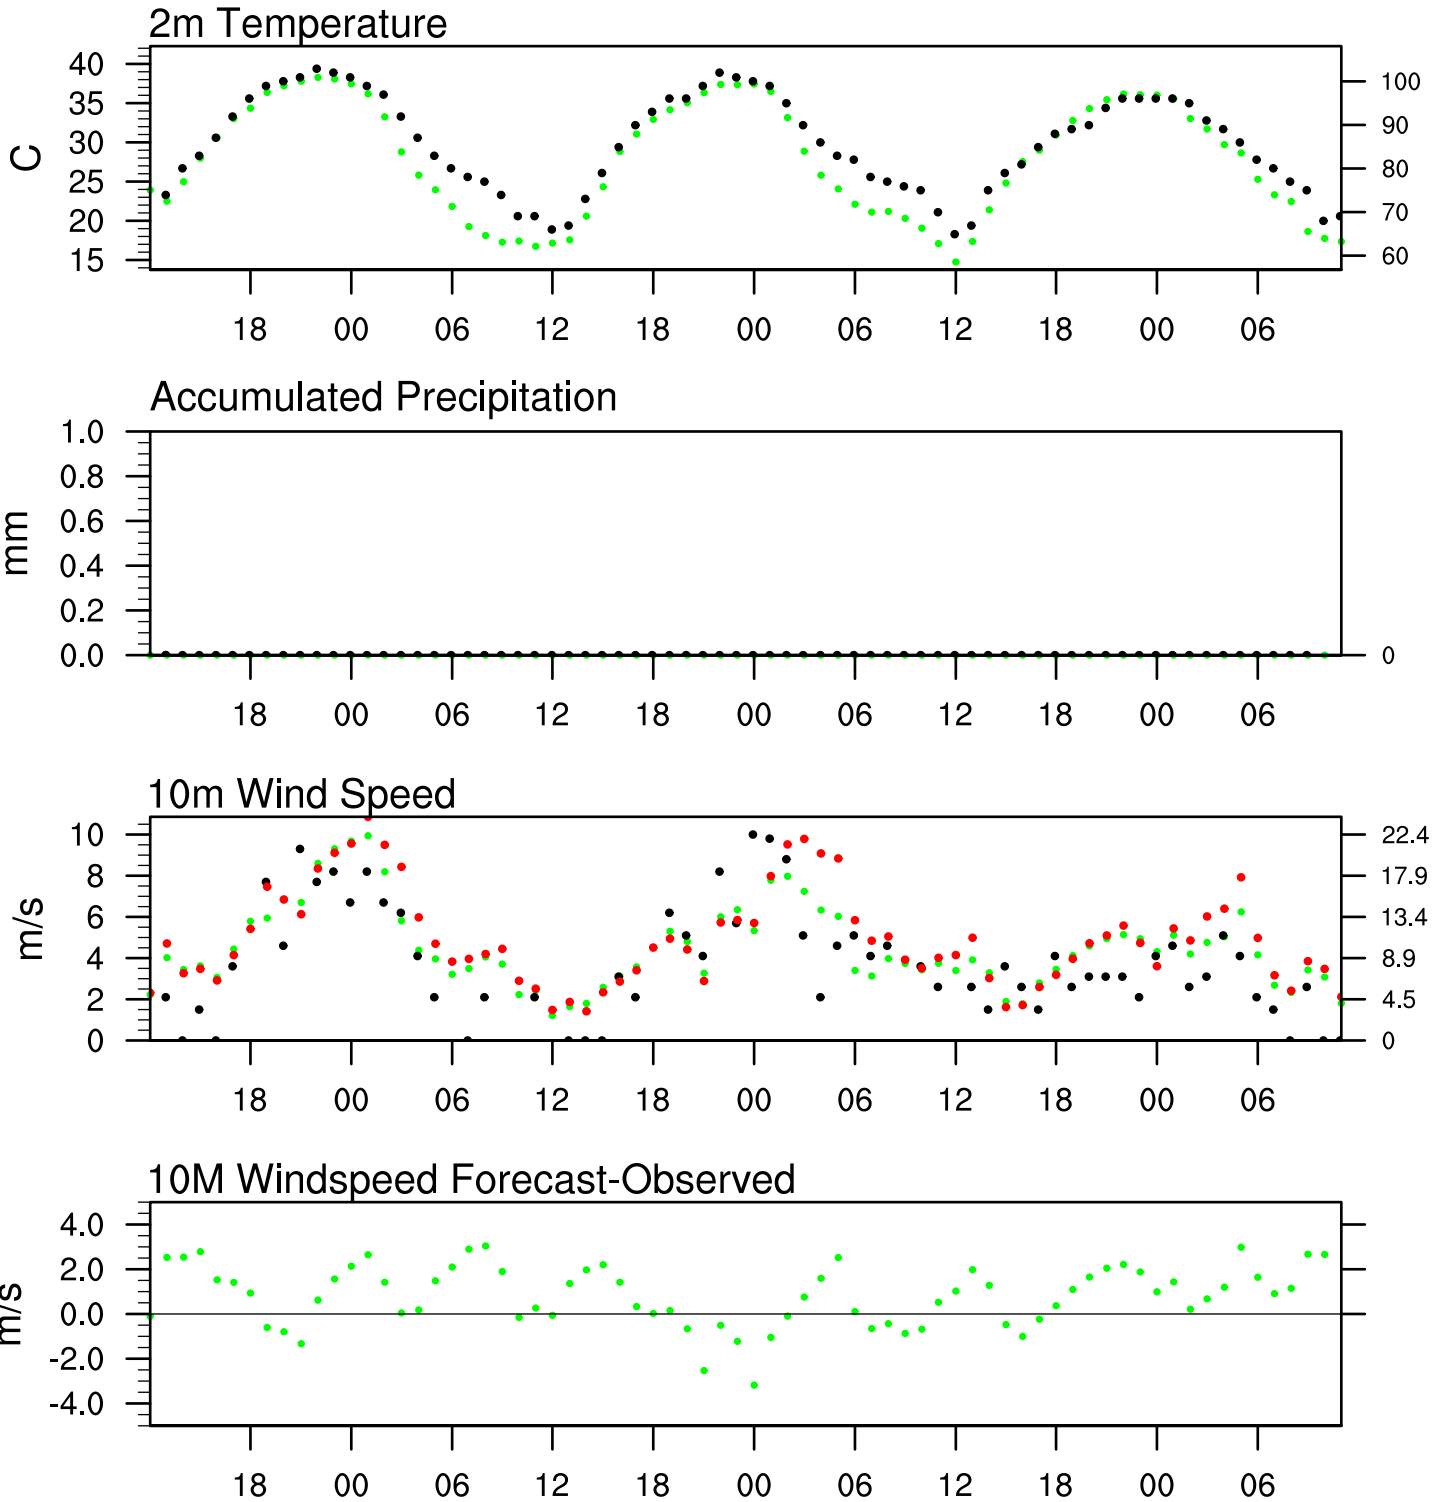 2m Temperature
40
35
30
25
20
15
C
100
90
80
70
60
18 00 06 12 18 00 06 12 18 00 06
Accumulated Precipitation
1.0
0.8
0.6
0.4
0.2
0.0
mm
0
18 00 06 12 18 00 06 12 18 00 06
10m Wind Speed
10
8
6
4
2
0
m/s
22.4
17.9
13.4
8.9
4.5
0
18 00 06 12 18 00 06 12 18 00 06
10M Windspeed Forecast-Observed
4.0
2.0
0.0
-2.0
-4.0
m/s
18 00 06 12 18 00 06 12 18 00 06